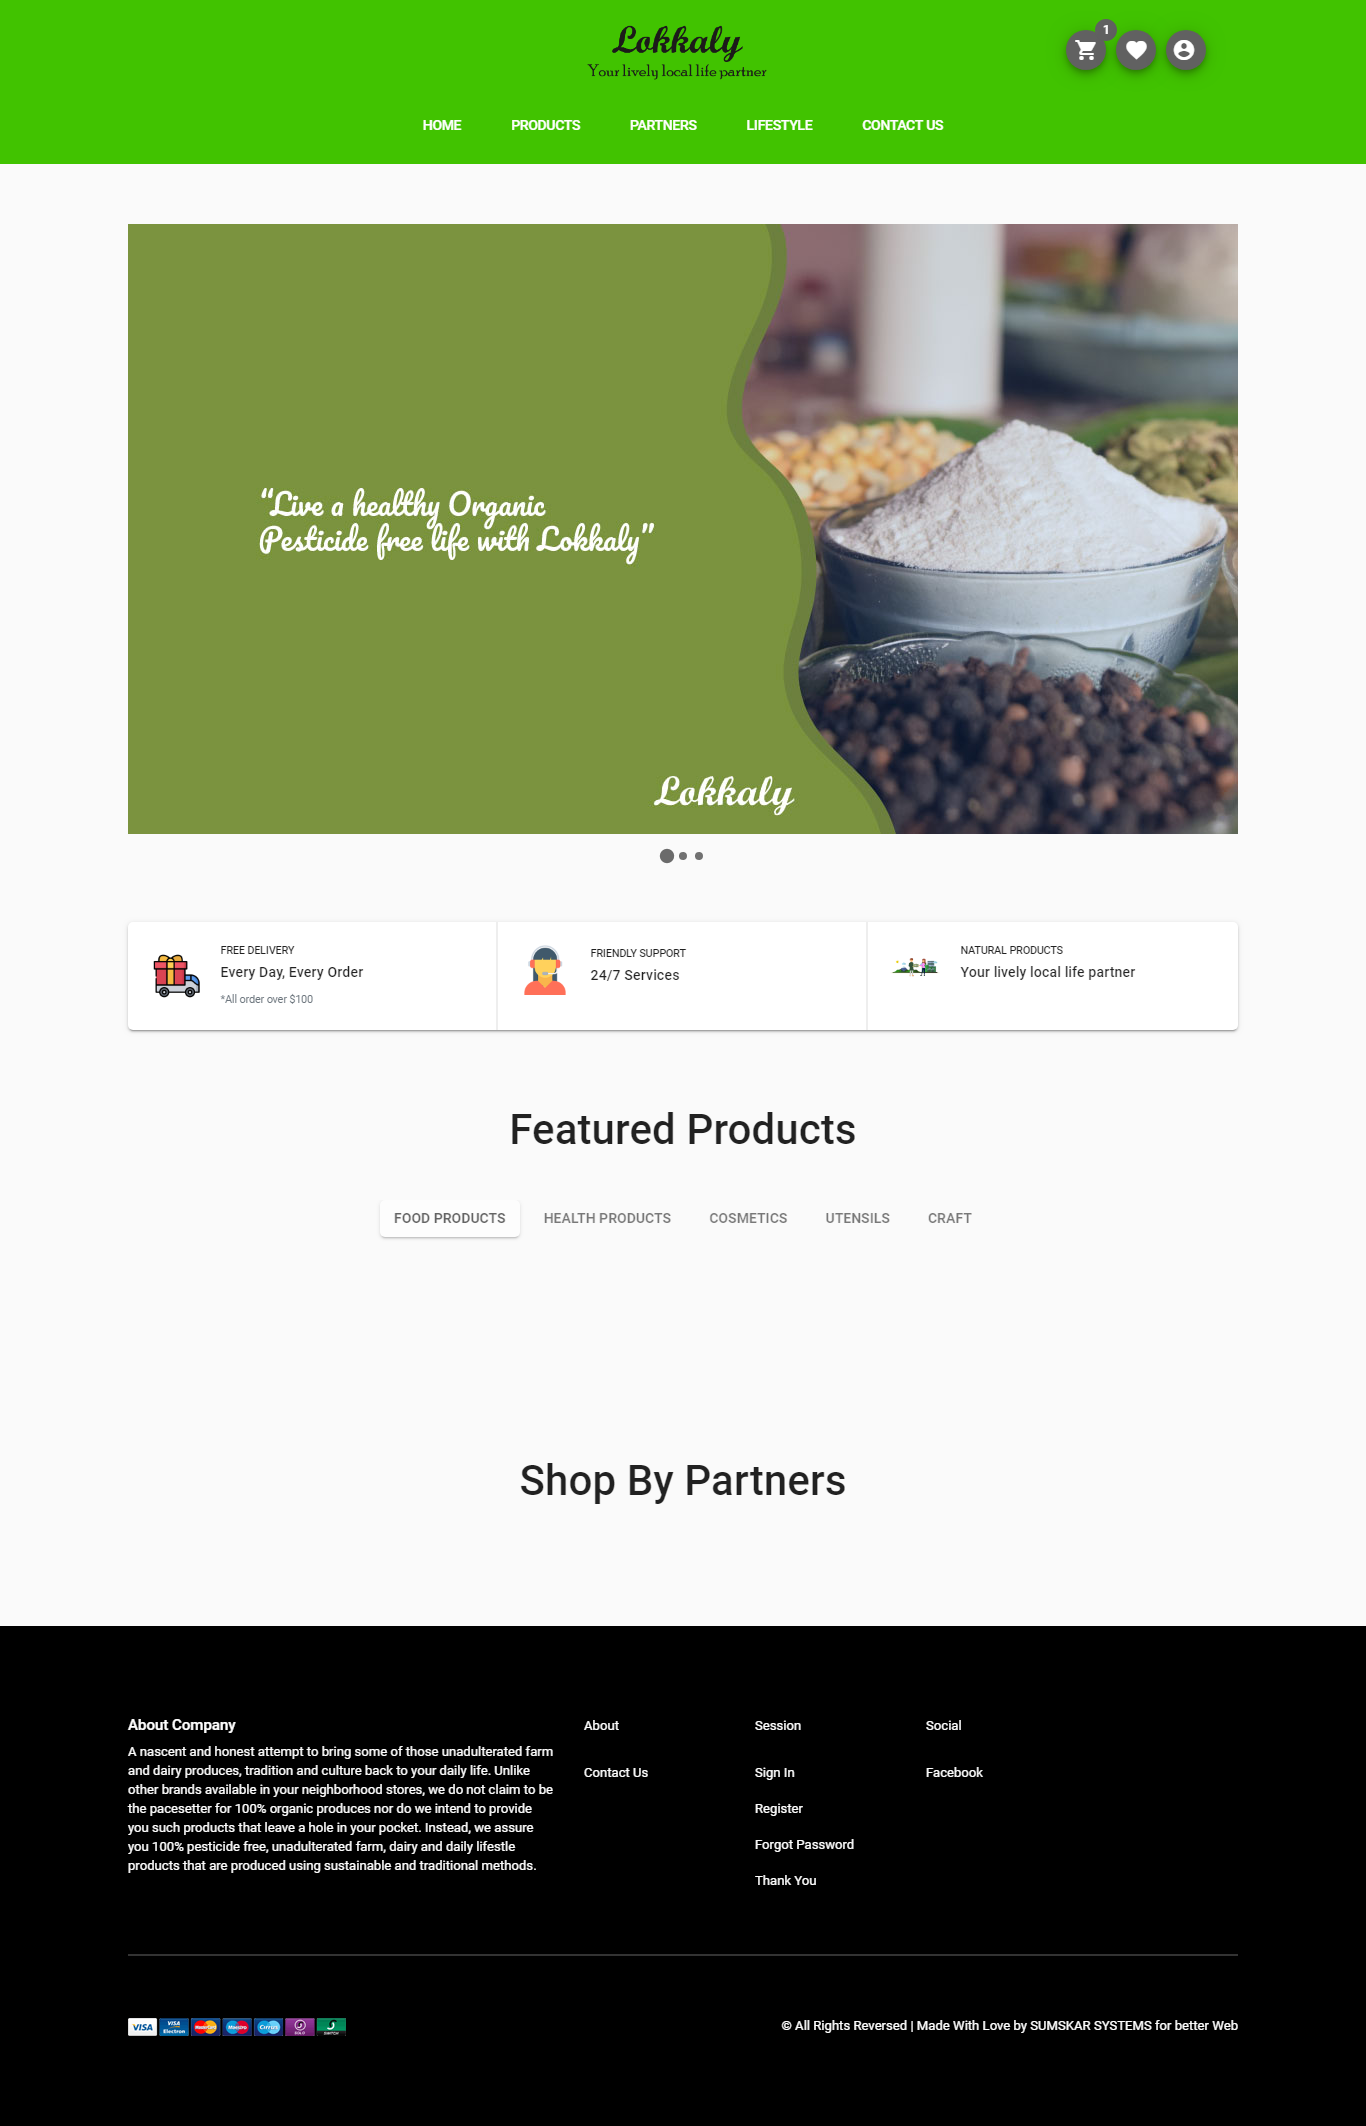 Lokkaly
Your lively local life partner
1
HOME PRODUCTS PARTNERS LIFESTYLE CONTACT US
“Live a healthy Organic
Pesticide free life with Lokkaly”
Lokkaly
FREE DELIVERY
Every Day, Every Order
*All order over $100
FRIENDLY SUPPORT
24/7 Services
NATURAL PRODUCTS
Your lively local life partner
Featured Products
FOOD PRODUCTS HEALTH PRODUCTS COSMETICS UTENSILS CRAFT
Shop By Partners
About Company
A nascent and honest attempt to bring some of those unadulterated farm
and dairy produces, tradition and culture back to your daily life. Unlike
other brands available in your neighborhood stores, we do not claim to be
the pacesetter for 100% organic produces nor do we intend to provide
you such products that leave a hole in your pocket. Instead, we assure
you 100% pesticide free, unadulterated farm, dairy and daily lifestle
products that are produced using sustainable and traditional methods.
About
Contact Us
Session
Sign In
Register
Forgot Password
Thank You
Social
Facebook
VISA VISA Electron MasterCard Maestro Cirrus SOLO SWITCH
© All Rights Reversed | Made With Love by SUMSKAR SYSTEMS for better Web